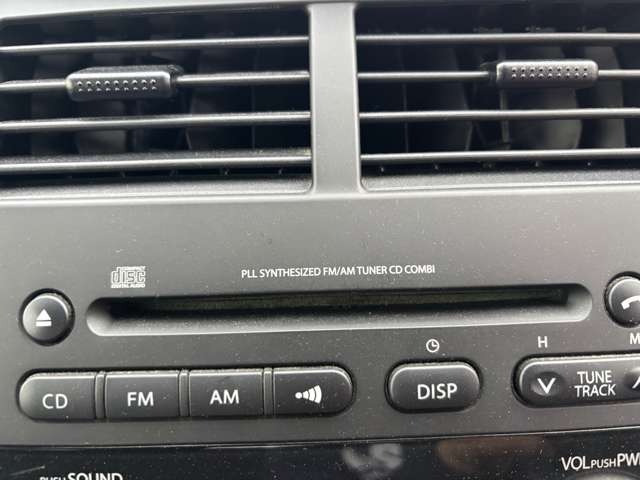 disc
DIGITAL AUDIO
PLL SYNTHESIZED FM/AM TUNER CD COMBI
H
M
CD
FM
AM
DISP
TUNE
TRACK
PUSH SOUND
VOL PUSH PW